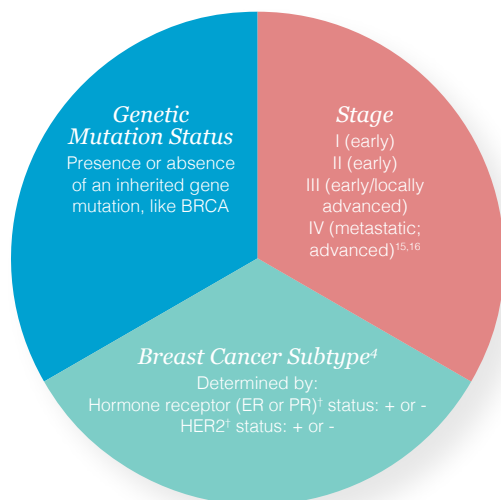 Genetic
Mutation Status
Presence or absence
of an inherited gene
mutation, like BRCA
Stage
I (early)
II (early)
III (early/locally
advanced)
IV (metastatic;
advanced)15,16
Breast Cancer Subtype4
Determined by:
Hormone receptor (ER or PR)† status: + or -
HER2† status: + or -